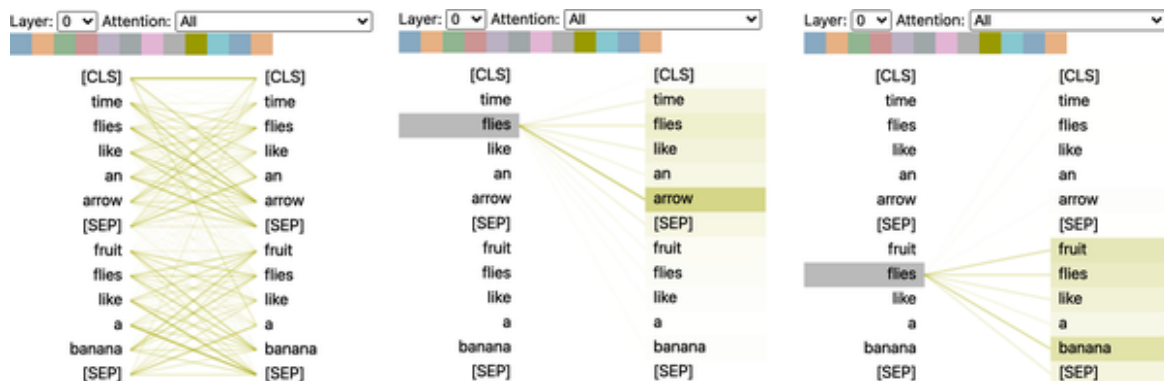 Layer: 0 Attention: All
[CLS] [CLS]
time time
flies flies
like like
an an
arrow arrow
[SEP] [SEP]
fruit fruit
flies flies
like like
a a
banana banana
[SEP] [SEP]
Layer: 0 Attention: All
[CLS] [CLS]
time time
flies flies
like like
an an
arrow arrow
[SEP] [SEP]
fruit fruit
flies flies
like like
a a
banana banana
[SEP] [SEP]
Layer: 0 Attention: All
[CLS] [CLS]
time time
flies flies
like like
an an
arrow arrow
[SEP] [SEP]
fruit fruit
flies flies
like like
a a
banana banana
[SEP] [SEP]